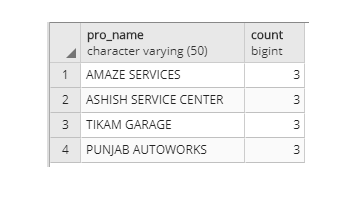 pro_name count
character varying (50) bigint
1 AMAZE SERVICES 3
2 ASHISH SERVICE CENTER 3
3 TIKAM GARAGE 3
4 PUNJAB AUTOWORKS 3